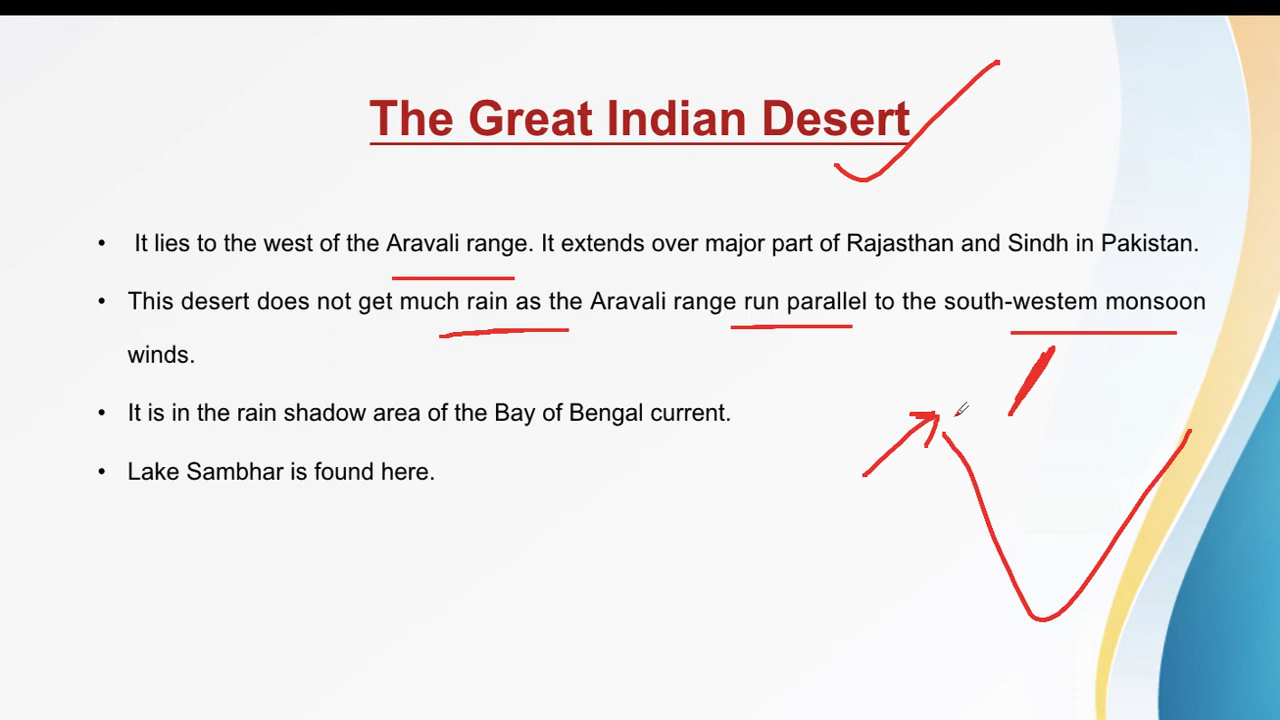 The Great Indian Desert
• It lies to the west of the Aravali range. It extends over major part of Rajasthan and Sindh in Pakistan.
• This desert does not get much rain as the Aravali range run parallel to the south-westem monsoon
winds.
• It is in the rain shadow area of the Bay of Bengal current.
• Lake Sambhar is found here.